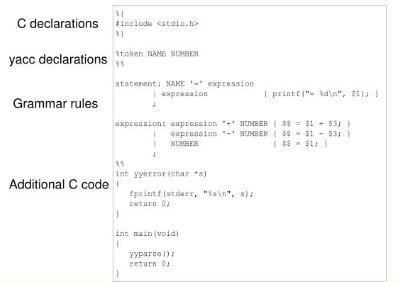 C declarations
%{
#include <stdio.h>
%}
yacc declarations
%token NAME NUMBER
%%
Grammar rules
statement: NAME '=' expression
| expression { printf("= %d\n", $1); }
;
expression: expression '+' NUMBER { $$ = $1 + $3; }
| expression '-' NUMBER { $$ = $1 - $3; }
| NUMBER { $$ = $1; }
;
%%
Additional C code
int yyerror(char *s)
{
fprintf(stderr, "%s\n", s);
return 0;
}
int main(void)
{
yyparse();
return 0;
}